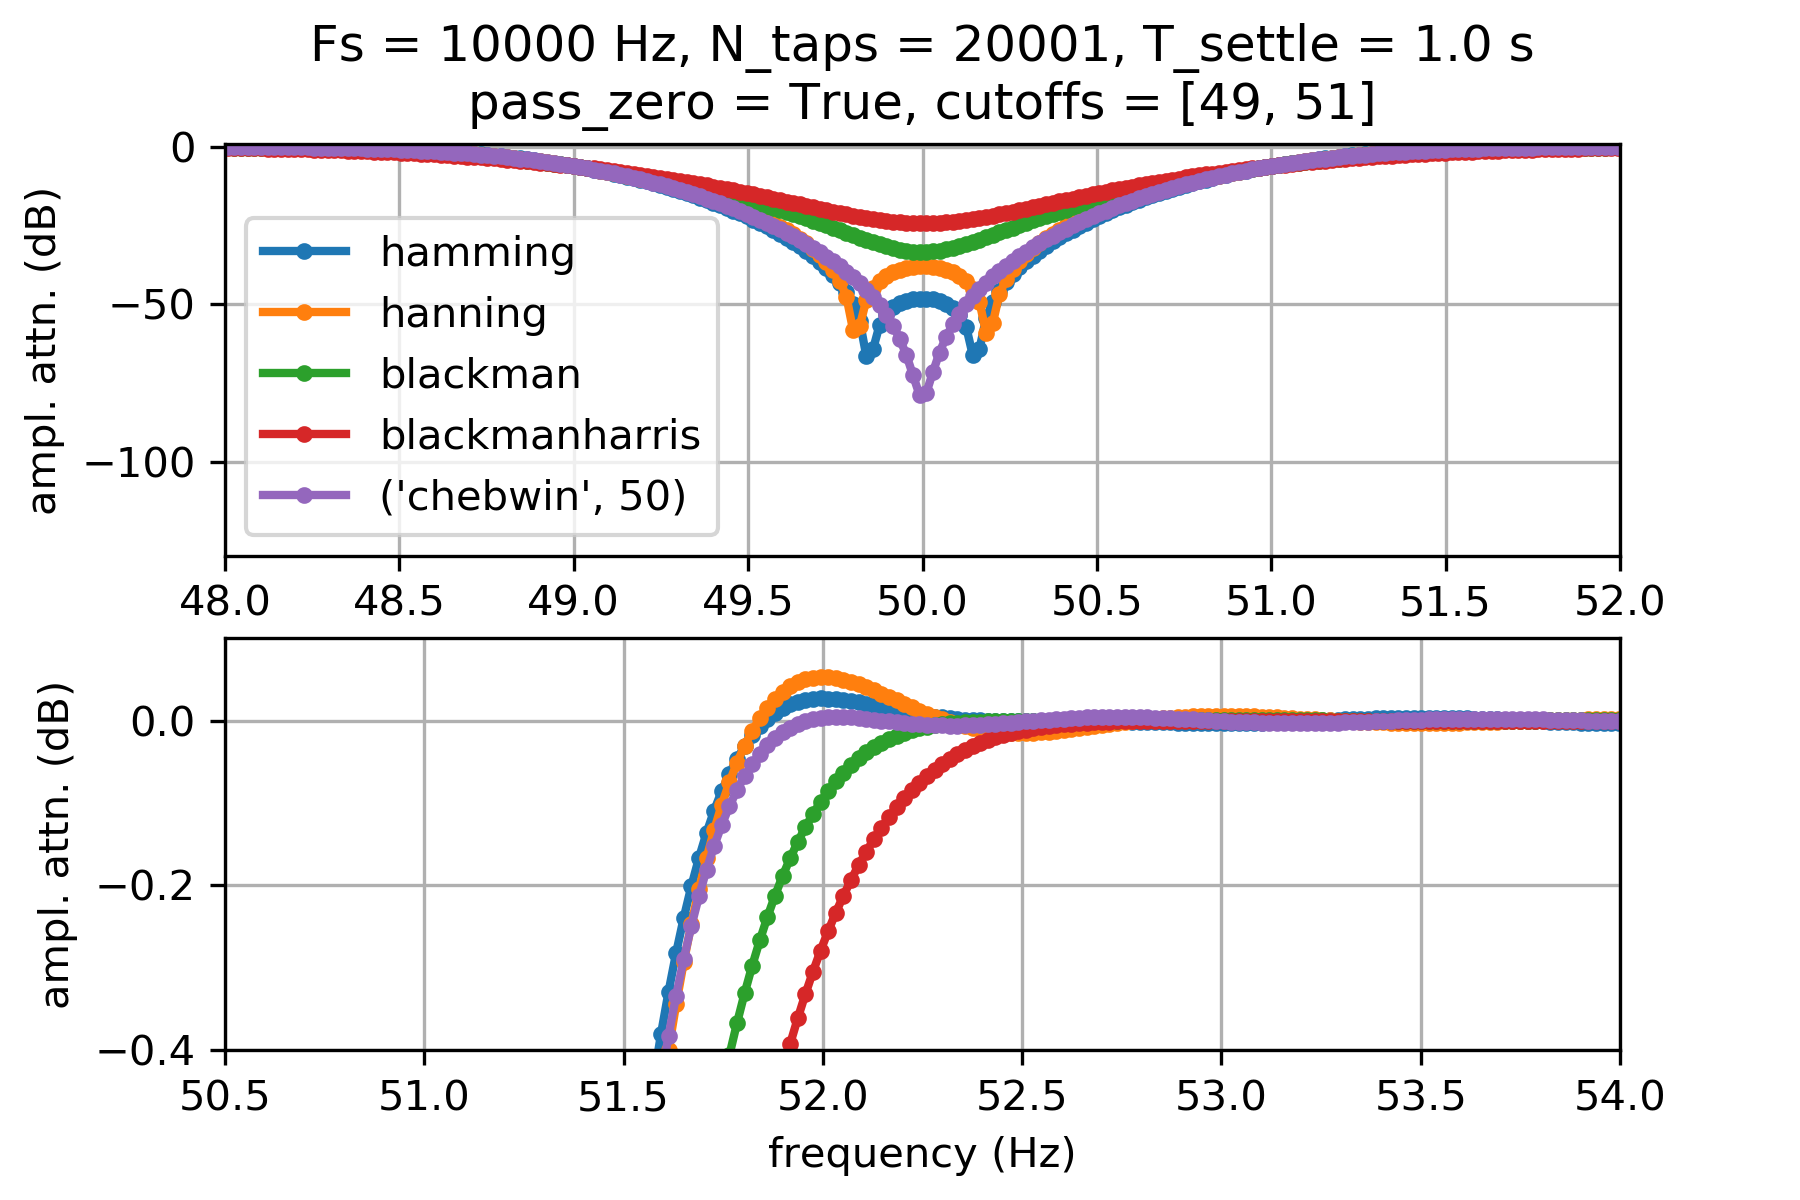 Fs = 10000 Hz, N_taps = 20001, T_settle = 1.0 s
pass_zero = True, cutoffs = [49, 51]
ampl. attn. (dB)
0
−50
−100
hamming
hanning
blackman
blackmanharris
('chebwin', 50)
48.0 48.5 49.0 49.5 50.0 50.5 51.0 51.5 52.0
ampl. attn. (dB)
0.0
−0.2
−0.4
50.5 51.0 51.5 52.0 52.5 53.0 53.5 54.0
frequency (Hz)